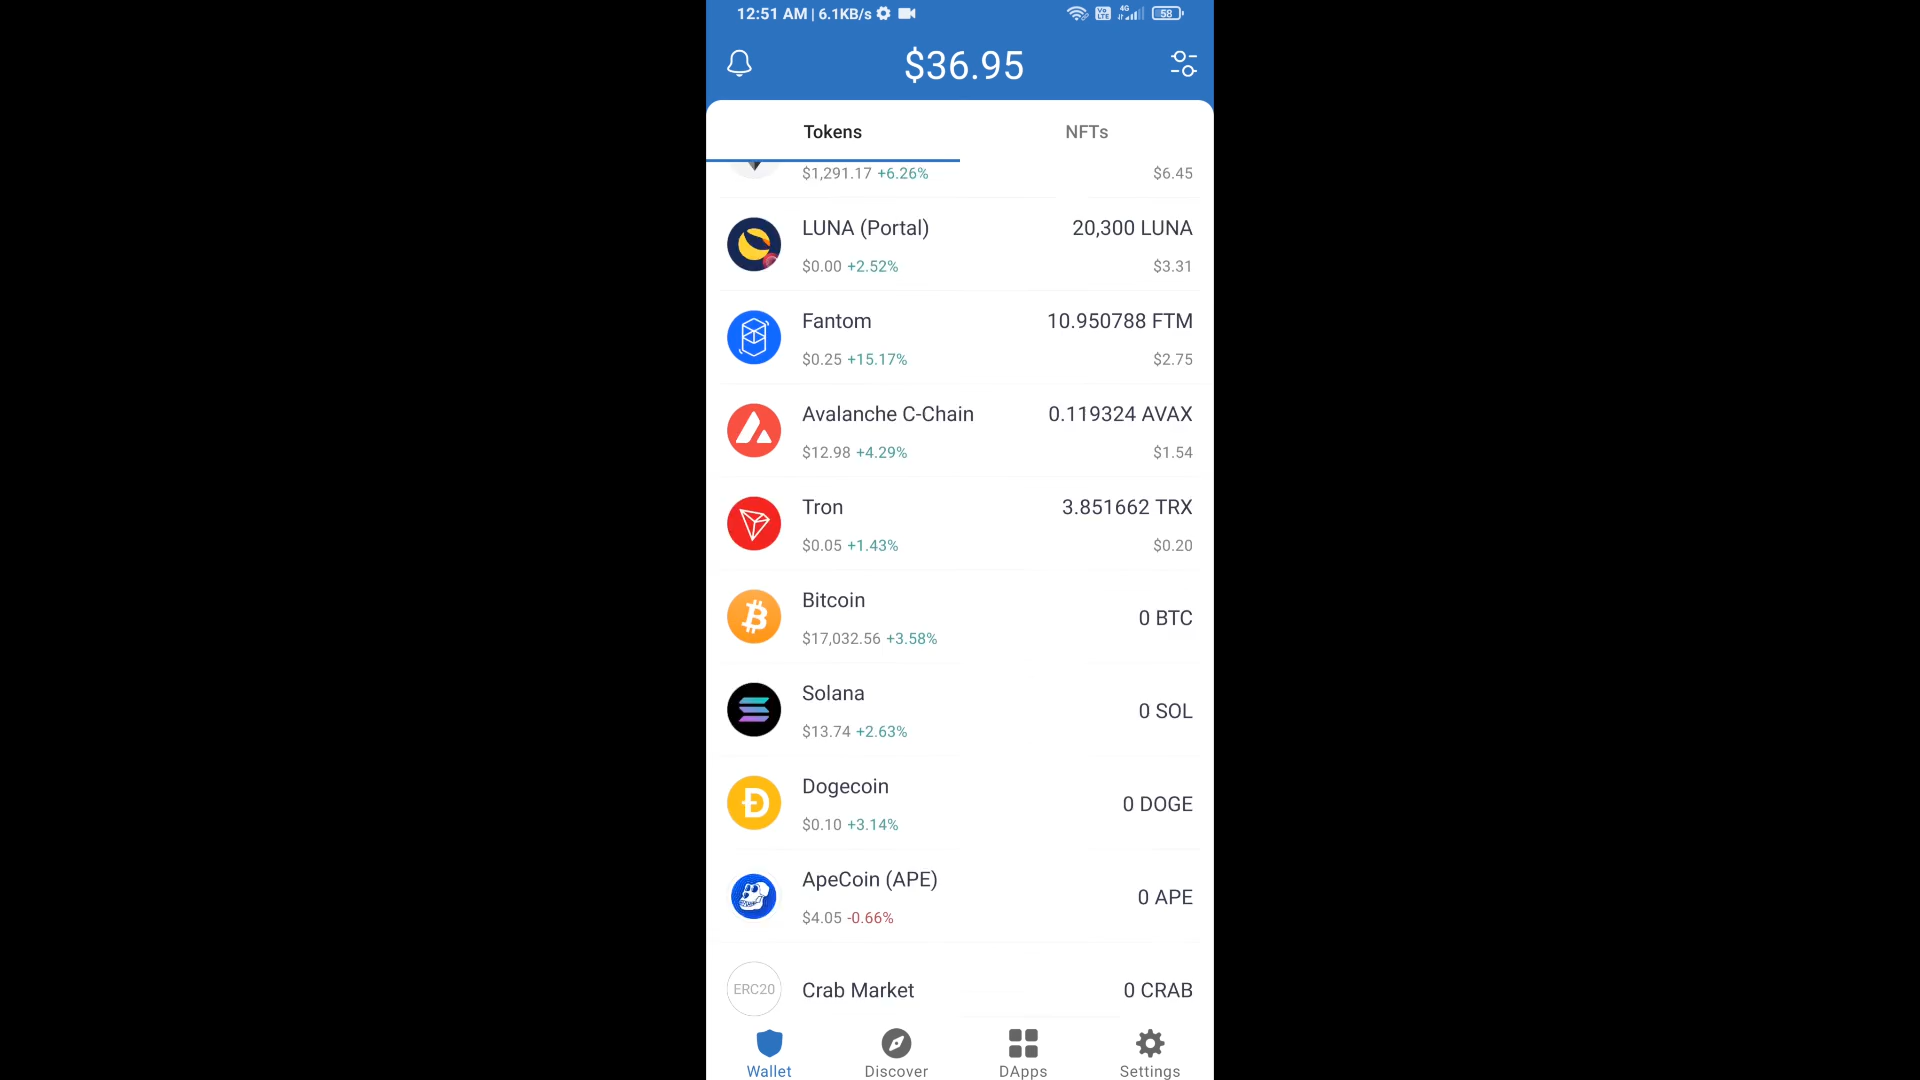 12:51 AM | 6.1KB/s
Vo LTE 4G 58
$36.95
Tokens NFTs
$1,291.17 +6.26% $6.45
LUNA (Portal) 20,300 LUNA
$0.00 +2.52% $3.31
Fantom 10.950788 FTM
$0.25 +15.17% $2.75
Avalanche C-Chain 0.119324 AVAX
$12.98 +4.29% $1.54
Tron 3.851662 TRX
$0.05 +1.43% $0.20
Bitcoin
0 BTC
$17,032.56 +3.58%
Solana
0 SOL
$13.74 +2.63%
Dogecoin
0 DOGE
$0.10 +3.14%
ApeCoin (APE)
0 APE
$4.05 -0.66%
ERC20 Crab Market 0 CRAB
Wallet Discover DApps Settings